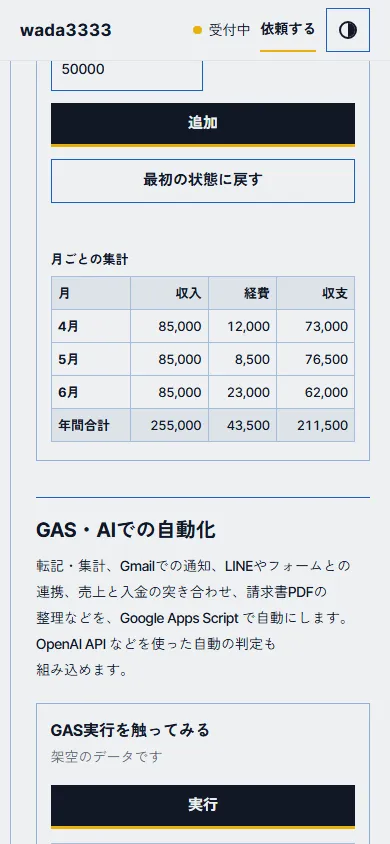 wada3333
受付中 依頼する
50000
追加
最初の状態に戻す
月ごとの集計
月 収入 経費 収支
4月 85,000 12,000 73,000
5月 85,000 8,500 76,500
6月 85,000 23,000 62,000
年間合計 255,000 43,500 211,500
GAS・AIでの自動化
転記・集計、Gmailでの通知、LINEやフォームとの
連携、売上と入金の突き合わせ、請求書PDFの
整理などを、Google Apps Script で自動にします。
OpenAI API などを使った自動の判定も
組み込めます。
GAS実行を触ってみる
架空のデータです
実行